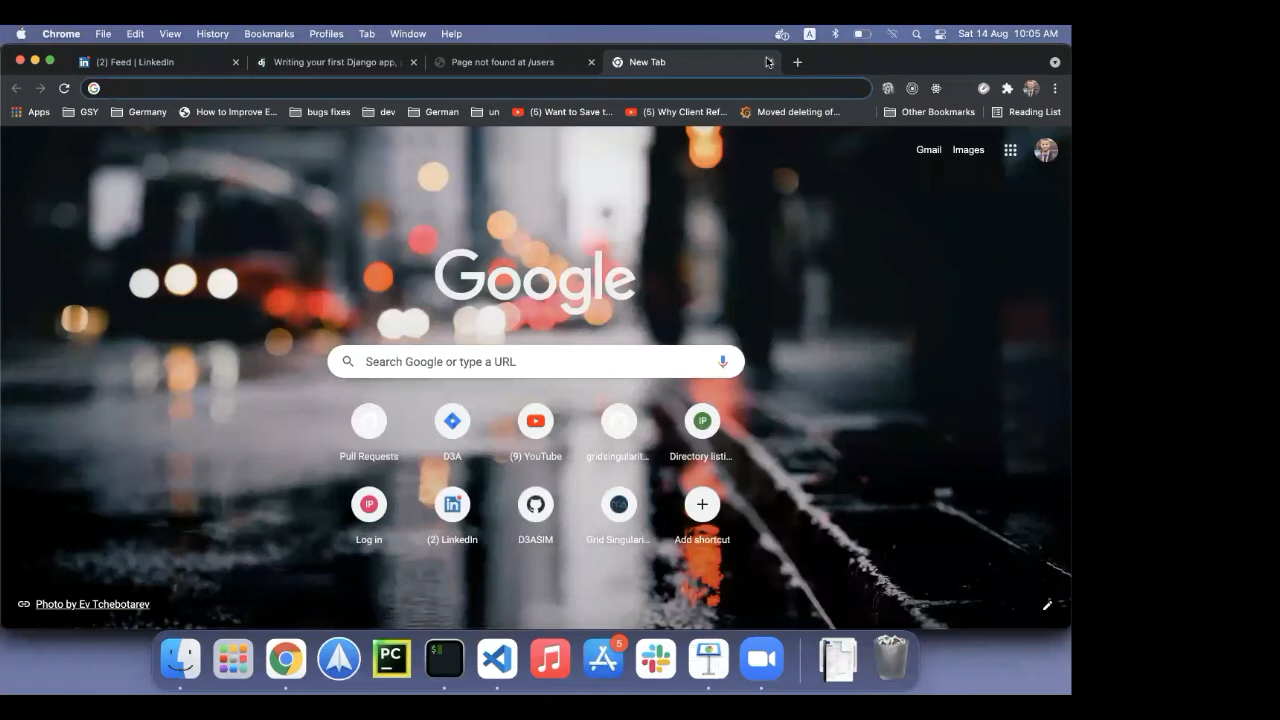 Chrome File Edit View History Bookmarks Profiles Tab Window Help A Sat 14 Aug 10:05 AM
(2) Feed | LinkedIn Writing your first Django app, Page not found at /users New Tab
Apps GSY Germany How to Improve E... bugs fixes dev German un (5) Want to Save t... (5) Why Client Ref... Moved deleting of... Other Bookmarks Reading List
Gmail Images
Google
Search Google or type a URL
IP
Pull Requests D3A (9) YouTube gridsingularit... Directory listi...
IP in
Log in (2) LinkedIn D3ASIM Grid Singulari... Add shortcut
Photo by Ev Tchebotarev
PC $ 5